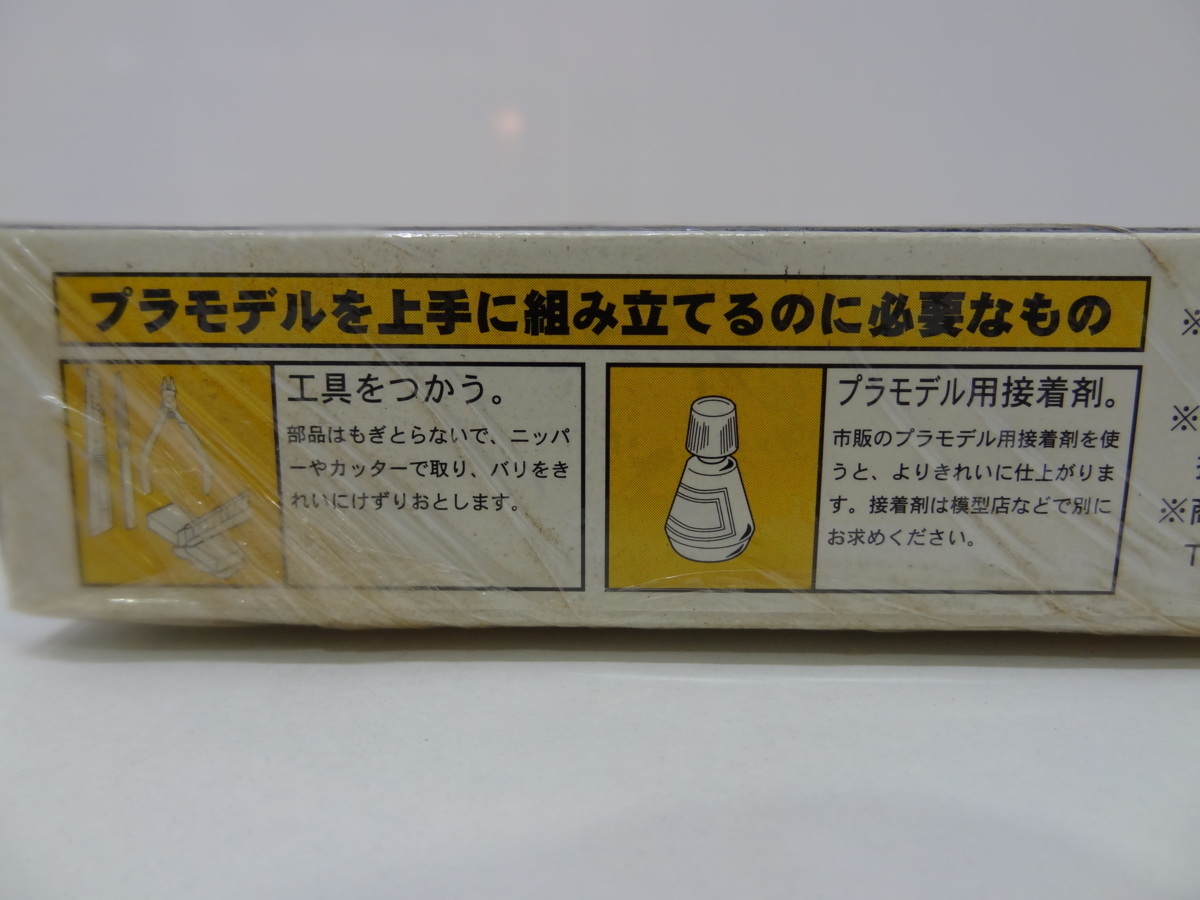 プラモデルを上手に組み立てるのに必要なもの
工具をつかう。
部品はもぎとらないで、ニッパ
ーやカッターで取り、バリをき
れいにけずりおとします。
プラモデル用接着剤。
市販のプラモデル用接着剤を使
うと、よりきれいに仕上がりま
す。接着剤は模型店などで別に
お求めください。
※
※
※
T